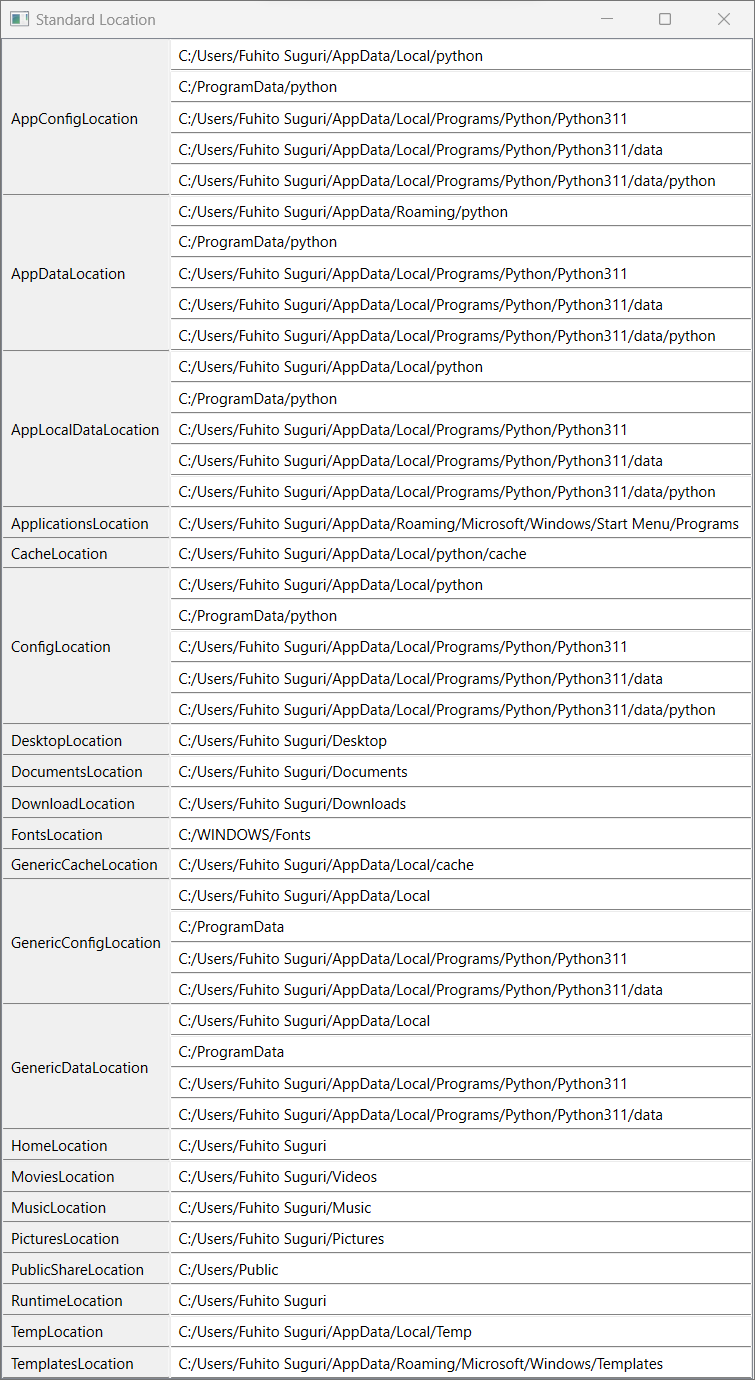 Standard Location
AppConfigLocation
C:/Users/Fuhito Suguri/AppData/Local/python
C:/ProgramData/python
C:/Users/Fuhito Suguri/AppData/Local/Programs/Python/Python311
C:/Users/Fuhito Suguri/AppData/Local/Programs/Python/Python311/data
C:/Users/Fuhito Suguri/AppData/Local/Programs/Python/Python311/data/python
AppDataLocation
C:/Users/Fuhito Suguri/AppData/Roaming/python
C:/ProgramData/python
C:/Users/Fuhito Suguri/AppData/Local/Programs/Python/Python311
C:/Users/Fuhito Suguri/AppData/Local/Programs/Python/Python311/data
C:/Users/Fuhito Suguri/AppData/Local/Programs/Python/Python311/data/python
AppLocalDataLocation
C:/Users/Fuhito Suguri/AppData/Local/python
C:/ProgramData/python
C:/Users/Fuhito Suguri/AppData/Local/Programs/Python/Python311
C:/Users/Fuhito Suguri/AppData/Local/Programs/Python/Python311/data
C:/Users/Fuhito Suguri/AppData/Local/Programs/Python/Python311/data/python
ApplicationsLocation C:/Users/Fuhito Suguri/AppData/Roaming/Microsoft/Windows/Start Menu/Programs
CacheLocation C:/Users/Fuhito Suguri/AppData/Local/python/cache
ConfigLocation
C:/Users/Fuhito Suguri/AppData/Local/python
C:/ProgramData/python
C:/Users/Fuhito Suguri/AppData/Local/Programs/Python/Python311
C:/Users/Fuhito Suguri/AppData/Local/Programs/Python/Python311/data
C:/Users/Fuhito Suguri/AppData/Local/Programs/Python/Python311/data/python
DesktopLocation C:/Users/Fuhito Suguri/Desktop
DocumentsLocation C:/Users/Fuhito Suguri/Documents
DownloadLocation C:/Users/Fuhito Suguri/Downloads
FontsLocation C:/WINDOWS/Fonts
GenericCacheLocation C:/Users/Fuhito Suguri/AppData/Local/cache
GenericConfigLocation
C:/Users/Fuhito Suguri/AppData/Local
C:/ProgramData
C:/Users/Fuhito Suguri/AppData/Local/Programs/Python/Python311
C:/Users/Fuhito Suguri/AppData/Local/Programs/Python/Python311/data
GenericDataLocation
C:/Users/Fuhito Suguri/AppData/Local
C:/ProgramData
C:/Users/Fuhito Suguri/AppData/Local/Programs/Python/Python311
C:/Users/Fuhito Suguri/AppData/Local/Programs/Python/Python311/data
HomeLocation C:/Users/Fuhito Suguri
MoviesLocation C:/Users/Fuhito Suguri/Videos
MusicLocation C:/Users/Fuhito Suguri/Music
PicturesLocation C:/Users/Fuhito Suguri/Pictures
PublicShareLocation C:/Users/Public
RuntimeLocation C:/Users/Fuhito Suguri
TempLocation C:/Users/Fuhito Suguri/AppData/Local/Temp
TemplatesLocation C:/Users/Fuhito Suguri/AppData/Roaming/Microsoft/Windows/Templates